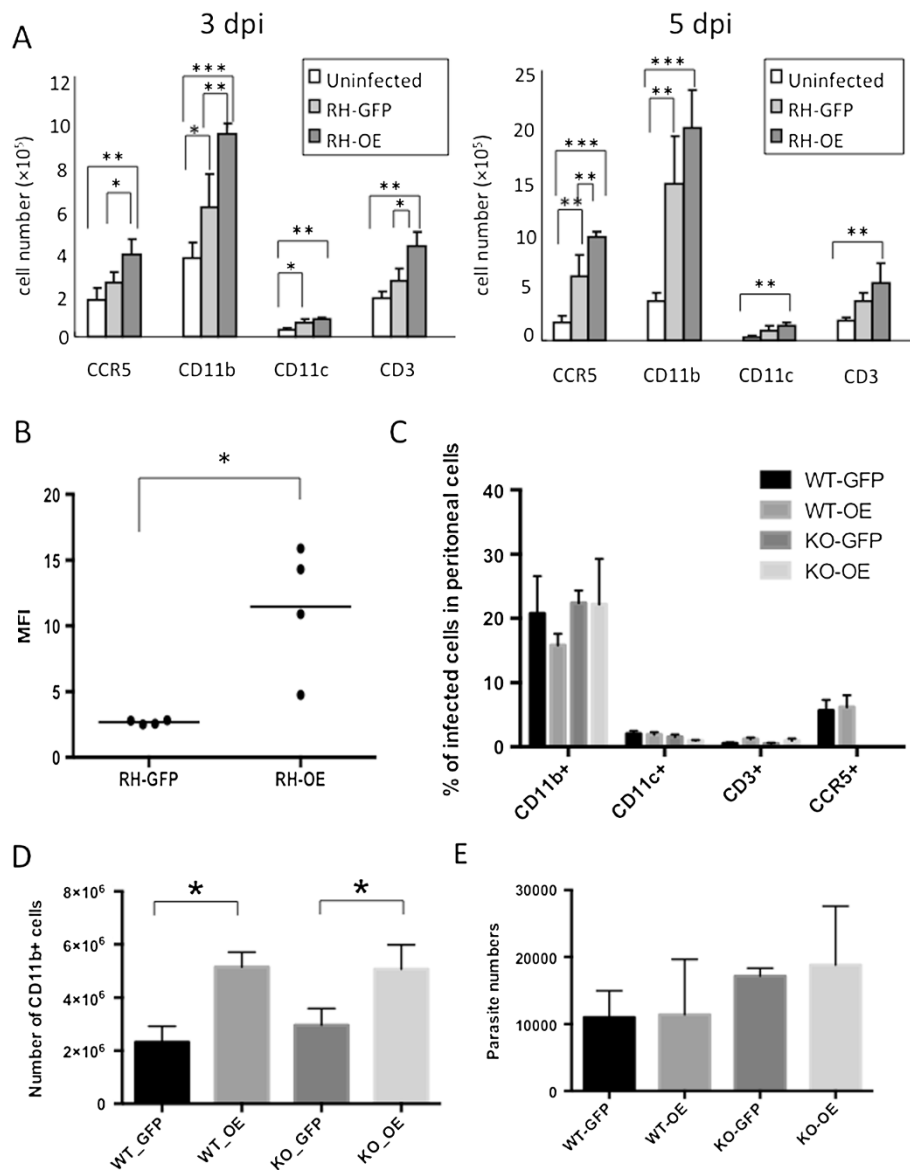 A
3 dpi
5 dpi
cell number (×10⁵)
12
10
8
6
4
2
0
***
**
*
**
*
**
*
**
*
Uninfected
RH-GFP
RH-OE
CCR5 CD11b CD11c CD3
cell number (×10⁵)
25
20
15
10
5
0
***
**
***
**
**
**
**
Uninfected
RH-GFP
RH-OE
CCR5 CD11b CD11c CD3
B
*
MFI
20
15
10
5
0
RH-GFP RH-OE
C
% of infected cells in peritoneal cells
40
30
20
10
0
WT-GFP
WT-OE
KO-GFP
KO-OE
CD11b+ CD11c+ CD3+ CCR5+
D
Number of CD11b+ cells
8×10⁶
6×10⁶
4×10⁶
2×10⁶
0
* *
WT_GFP WT_OE KO_GFP KO_OE
E
Parasite numbers
30000
20000
10000
0
WT-GFP WT-OE KO-GFP KO-OE